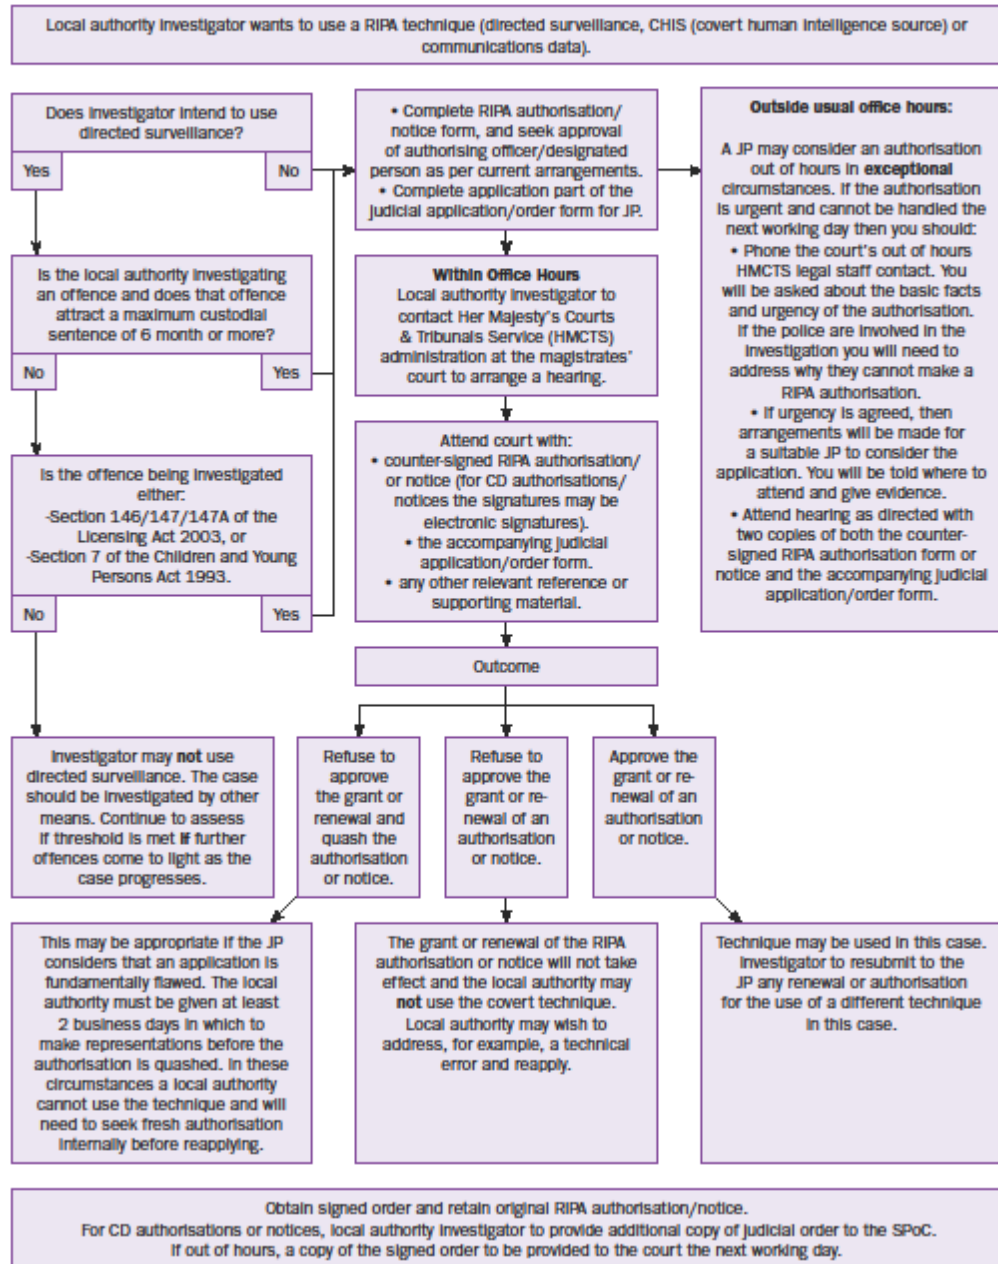 Local authority investigator wants to use a RIPA technique (directed surveillance, CHIS (covert human intelligence source) or
communications data).
Does investigator intend to use
directed surveillance?
Yes
No
Is the local authority investigating
an offence and does that offence
attract a maximum custodial
sentence of 6 month or more?
No
Yes
Is the offence being investigated
either:
-Section 146/147/147A of the
Licensing Act 2003, or
-Section 7 of the Children and Young
Persons Act 1993.
No
Yes
• Complete RIPA authorisation/
notice form, and seek approval
of authorising officer/designated
person as per current arrangements.
• Complete application part of the
judicial application/order form for JP.
Within Office Hours
Local authority investigator to
contact Her Majesty's Courts
& Tribunals Service (HMCTS)
administration at the magistrates'
court to arrange a hearing.
Attend court with:
• counter-signed RIPA authorisation/
or notice (for CD authorisations/
notices the signatures may be
electronic signatures).
• the accompanying judicial
application/order form.
• any other relevant reference or
supporting material.
Outside usual office hours:
A JP may consider an authorisation
out of hours in exceptional
circumstances. If the authorisation
is urgent and cannot be handled the
next working day then you should:
• Phone the court's out of hours
HMCTS legal staff contact. You
will be asked about the basic facts
and urgency of the authorisation.
If the police are involved in the
investigation you will need to
address why they cannot make a
RIPA authorisation.
• If urgency is agreed, then
arrangements will be made for
a suitable JP to consider the
application. You will be told where to
attend and give evidence.
• Attend hearing as directed with
two copies of both the counter-
signed RIPA authorisation form or
notice and the accompanying judicial
application/order form.
Outcome
Investigator may not use
directed surveillance. The case
should be investigated by other
means. Continue to assess
if threshold is met if further
offences come to light as the
case progresses.
Refuse to
approve
the grant or
renewal and
quash the
authorisation
or notice.
Refuse to
approve the
grant or re-
newal of an
authorisation
or notice.
Approve the
grant or re-
newal of an
authorisation
or notice.
This may be appropriate if the JP
considers that an application is
fundamentally flawed. The local
authority must be given at least
2 business days in which to
make representations before the
authorisation is quashed. In these
circumstances a local authority
cannot use the technique and will
need to seek fresh authorisation
internally before reapplying.
The grant or renewal of the RIPA
authorisation or notice will not take
effect and the local authority may
not use the covert technique.
Local authority may wish to
address, for example, a technical
error and reapply.
Technique may be used in this case.
Investigator to resubmit to the
JP any renewal or authorisation
for the use of a different technique
in this case.
Obtain signed order and retain original RIPA authorisation/notice.
For CD authorisations or notices, local authority investigator to provide additional copy of judicial order to the SPoC.
If out of hours, a copy of the signed order to be provided to the court the next working day.